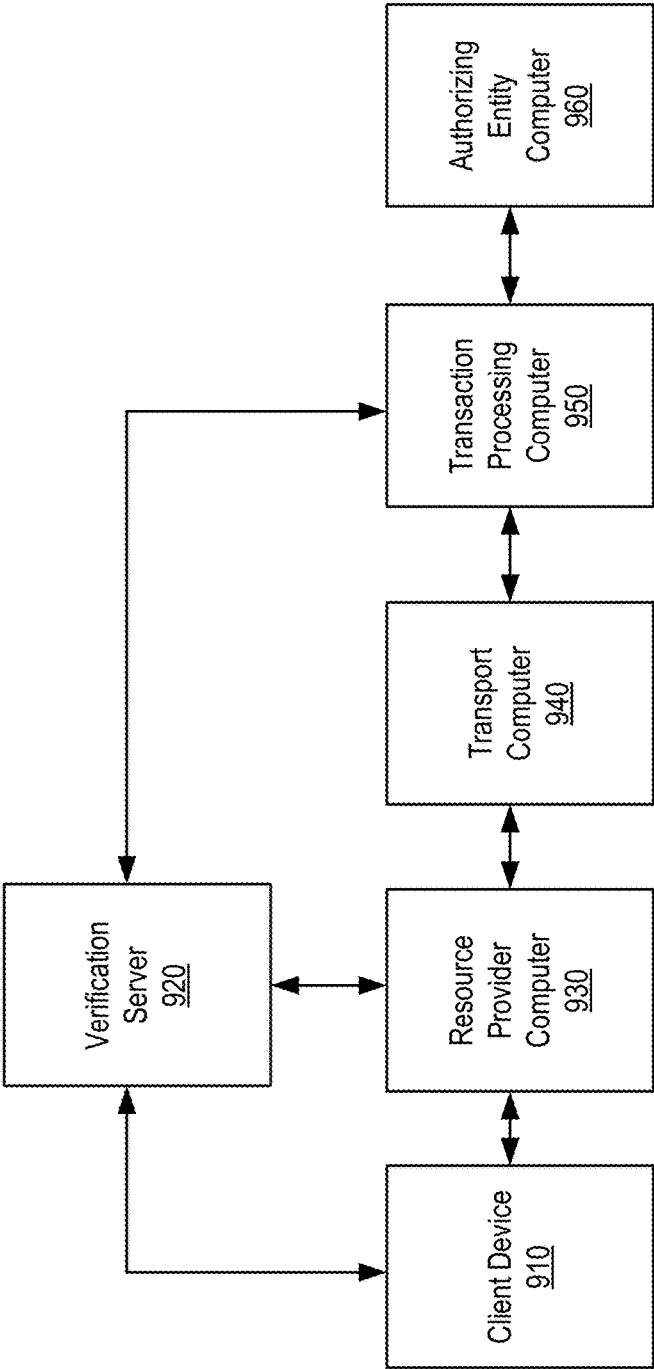 Verification
Server
920
Client Device
910
Resource
Provider
Computer
930
Transport
Computer
940
Transaction
Processing
Computer
950
Authorizing
Entity
Computer
960